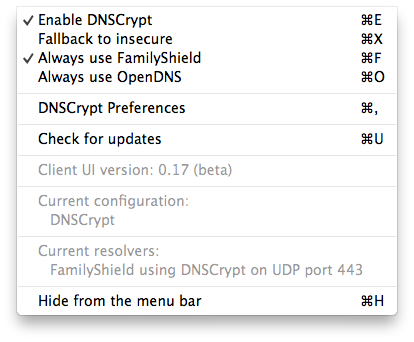 ✓ Enable DNSCrypt ⌘E
Fallback to insecure ⌘X
✓ Always use FamilyShield ⌘F
Always use OpenDNS ⌘O
DNSCrypt Preferences ⌘,
Check for updates ⌘U
Client UI version: 0.17 (beta)
Current configuration:
DNSCrypt
Current resolvers:
FamilyShield using DNSCrypt on UDP port 443
Hide from the menu bar ⌘H